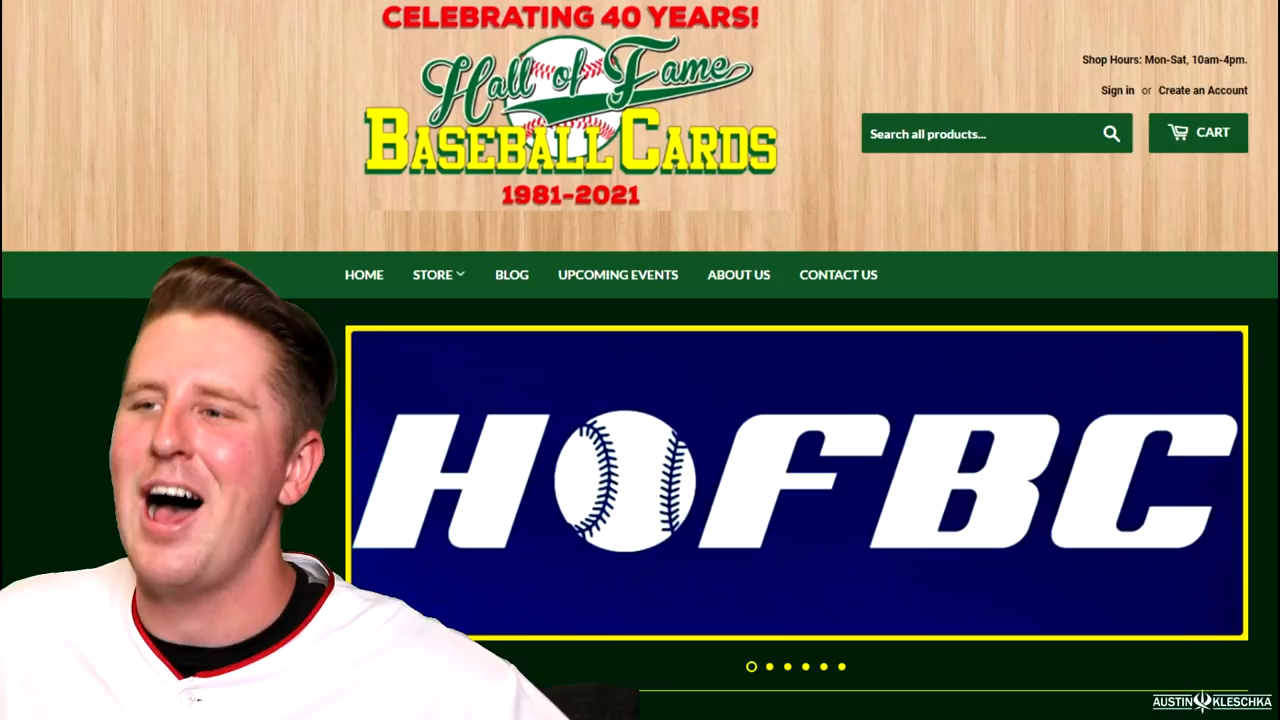 CELEBRATING 40 YEARS!
Hall of Fame
BASEBALL CARDS
1981-2021
Shop Hours: Mon-Sat, 10am-4pm.
Sign in or Create an Account
Search all products...
CART
HOME STORE BLOG UPCOMING EVENTS ABOUT US CONTACT US
HOFBC
AUSTIN KLESCHKA